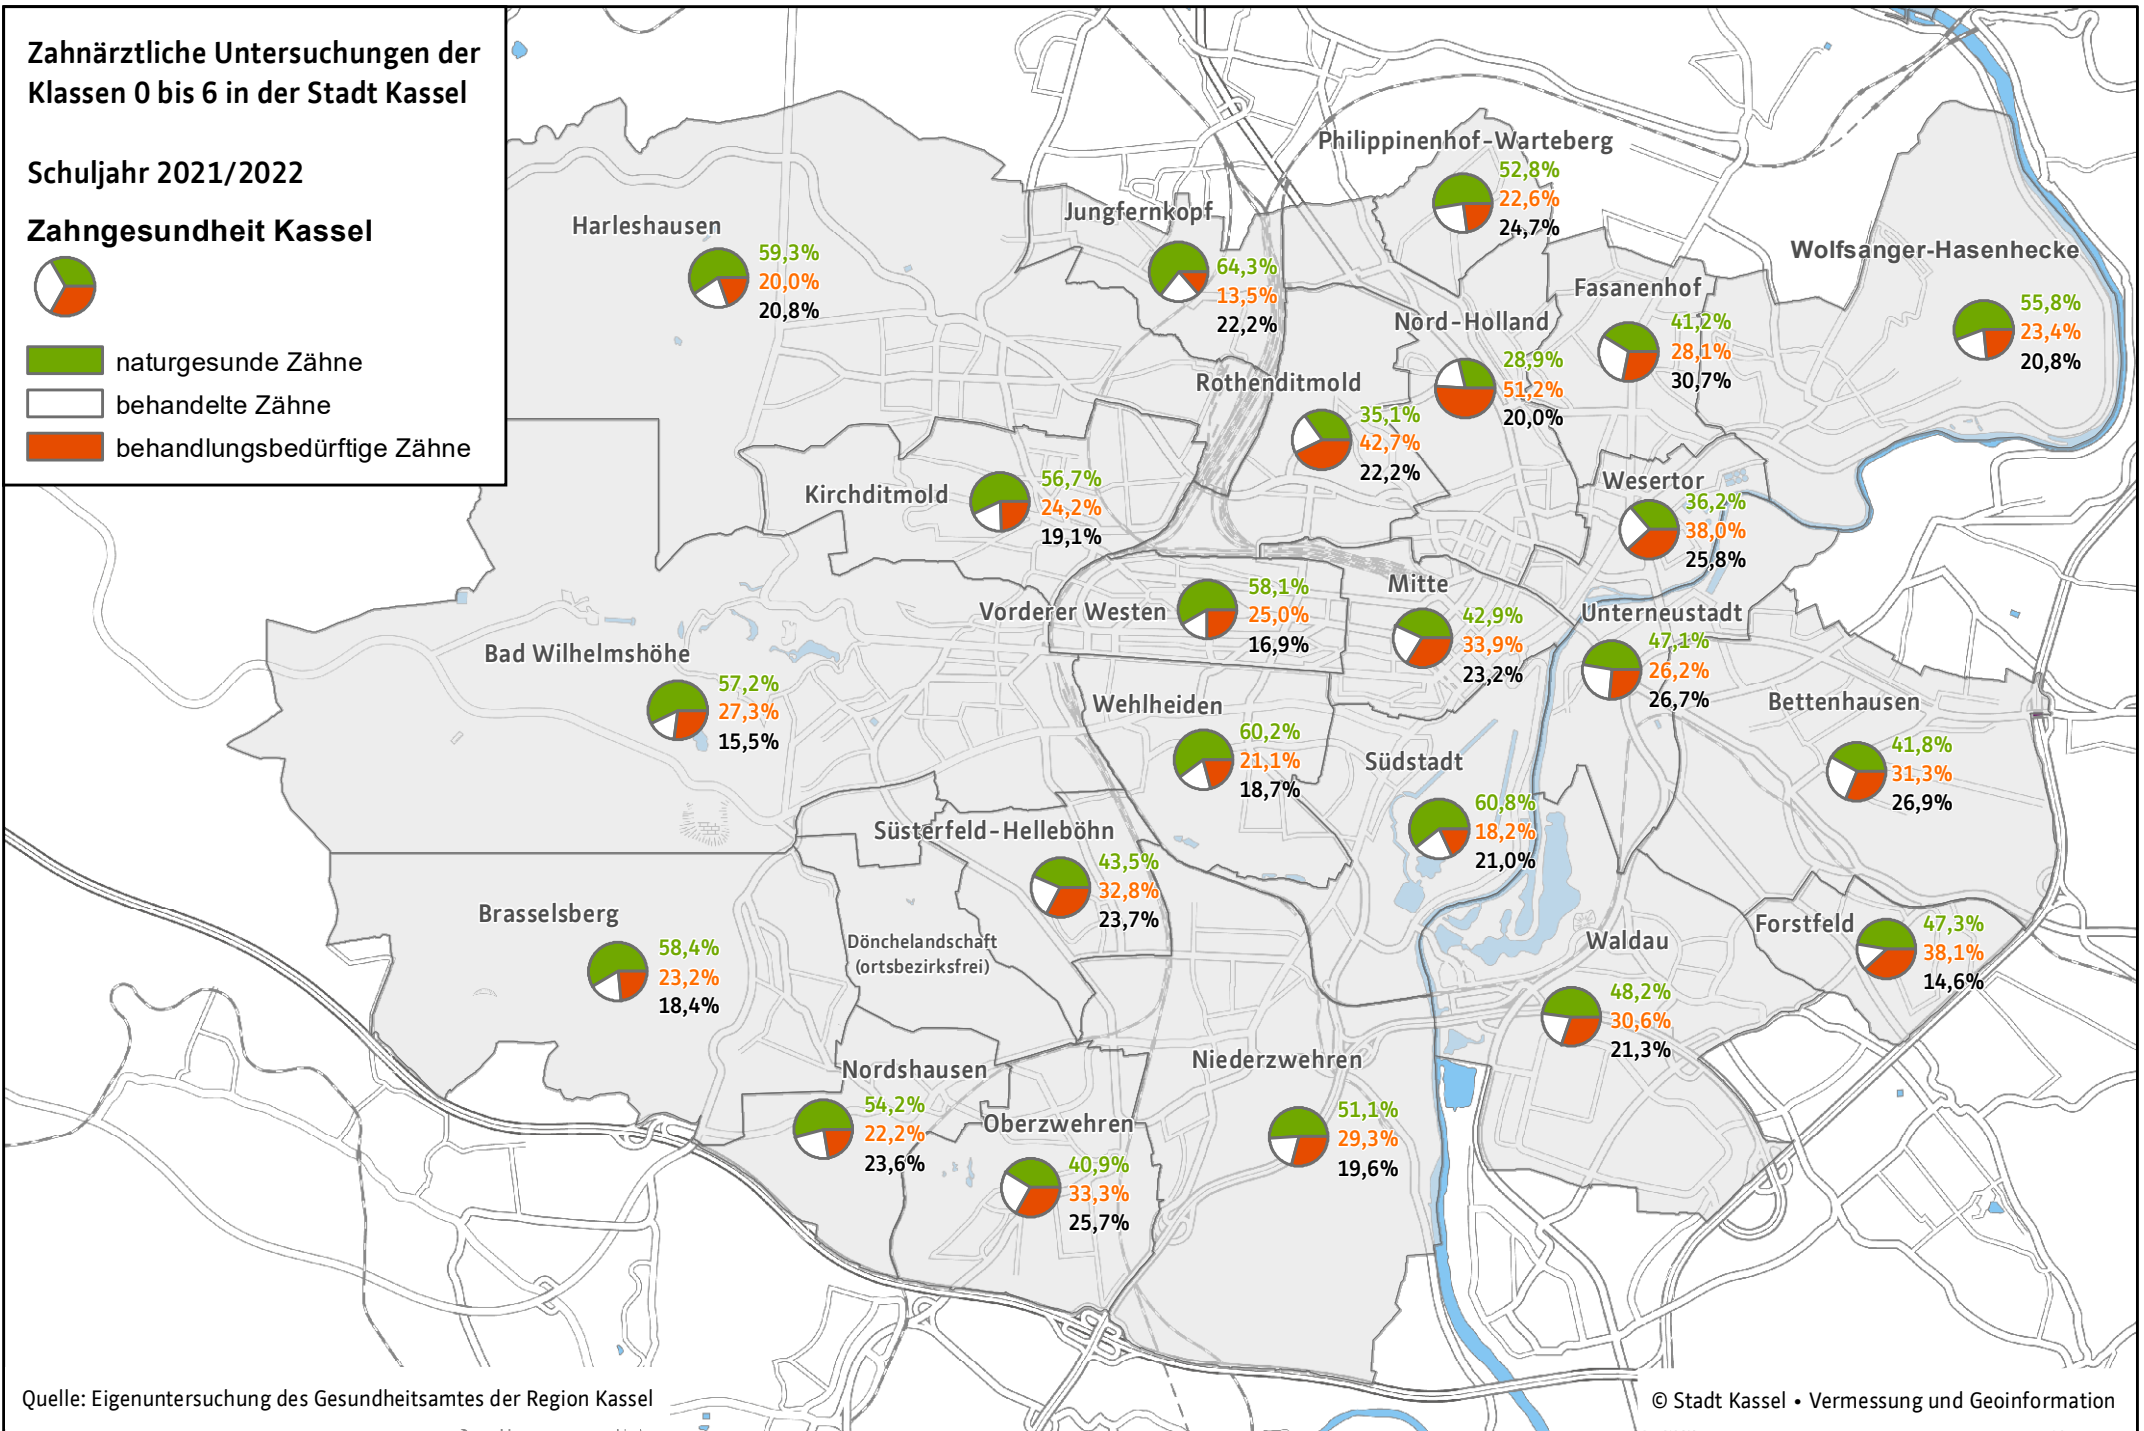 Zahnärztliche Untersuchungen der
Klassen 0 bis 6 in der Stadt Kassel
Schuljahr 2021/2022
Zahngesundheit Kassel
naturgesunde Zähne
behandelte Zähne
behandlungsbedürftige Zähne
Philippinenhof-Warteberg
52,8%
22,6%
24,7%
Jungfernkopf
64,3%
13,5%
22,2%
Harleshausen
59,3%
20,0%
20,8%
Wolfsanger-Hasenhecke
55,8%
23,4%
20,8%
Fasanenhof
41,2%
28,1%
30,7%
Nord-Holland
28,9%
51,2%
20,0%
Rothenditmold
35,1%
42,7%
22,2%
Kirchditmold
56,7%
24,2%
19,1%
Wesertor
36,2%
38,0%
25,8%
Vorderer Westen
58,1%
25,0%
16,9%
Mitte
42,9%
33,9%
23,2%
Unterneustadt
47,1%
26,2%
26,7%
Bad Wilhelmshöhe
57,2%
27,3%
15,5%
Wehlheiden
60,2%
21,1%
18,7%
Bettenhausen
41,8%
31,3%
26,9%
Südstadt
60,8%
18,2%
21,0%
Süsterfeld-Helleböhn
43,5%
32,8%
23,7%
Brasselsberg
58,4%
23,2%
18,4%
Dönchelandschaft
(ortsbezirksfrei)
Forstfeld
47,3%
38,1%
14,6%
Waldau
48,2%
30,6%
21,3%
Nordshausen
54,2%
22,2%
23,6%
Oberzwehren
40,9%
33,3%
25,7%
Niederzwehren
51,1%
29,3%
19,6%
Quelle: Eigenuntersuchung des Gesundheitsamtes der Region Kassel
© Stadt Kassel • Vermessung und Geoinformation